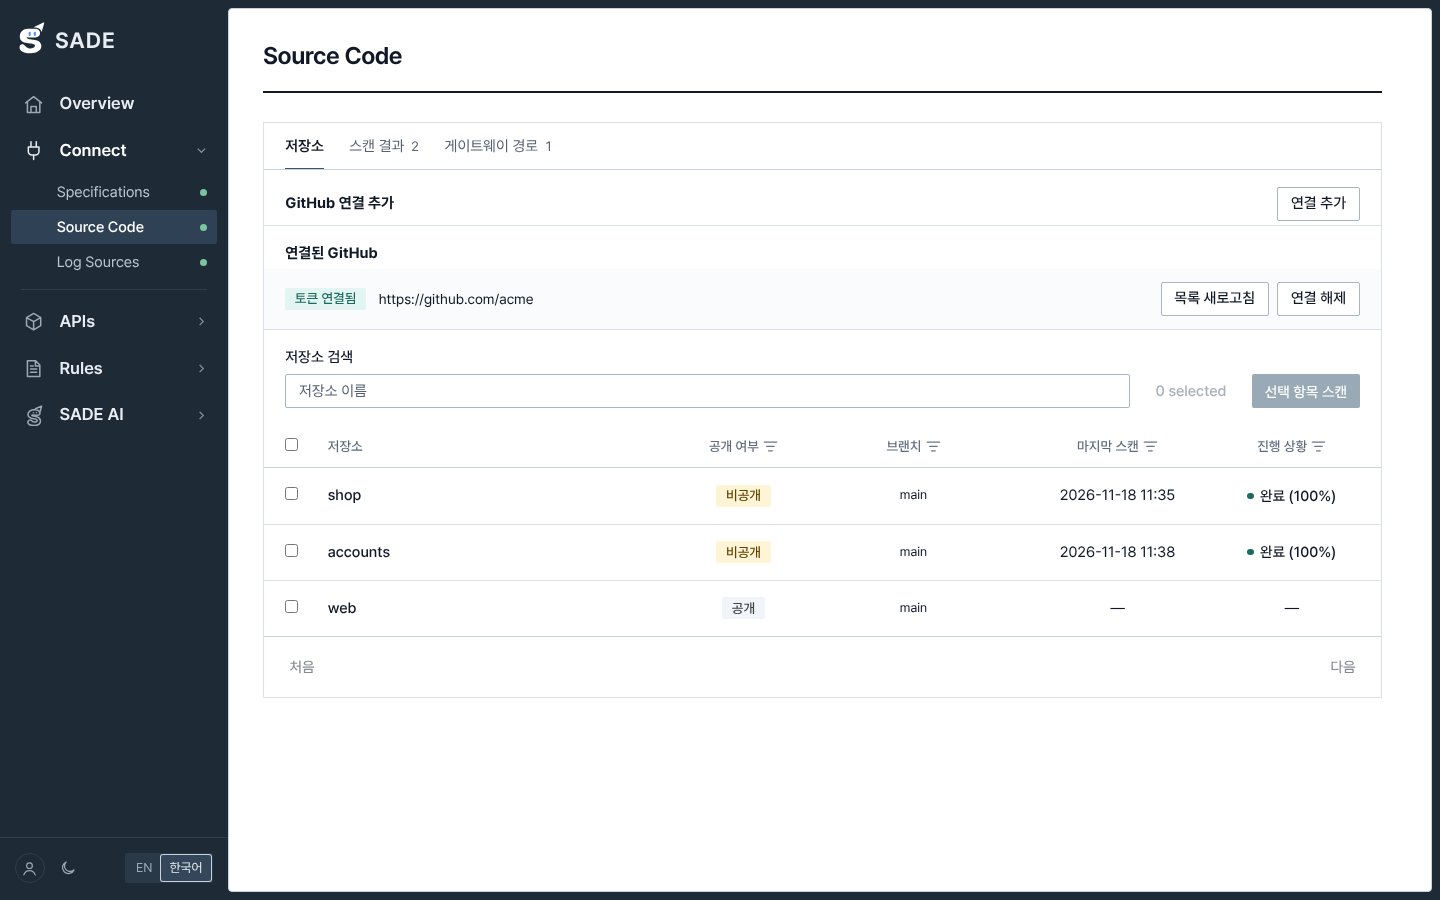 SADE
Overview
Connect
Specifications
Source Code
Log Sources
APIs
Rules
SADE AI
EN 한국어
Source Code
저장소 스캔 결과 2 게이트웨이 경로 1
GitHub 연결 추가 연결 추가
연결된 GitHub
토큰 연결됨 https://github.com/acme 목록 새로고침 연결 해제
저장소 검색
저장소 이름 0 selected 선택 항목 스캔
저장소 공개 여부 브랜치 마지막 스캔 진행 상황
shop 비공개 main 2026-11-18 11:35 완료 (100%)
accounts 비공개 main 2026-11-18 11:38 완료 (100%)
web 공개 main — —
처음 다음